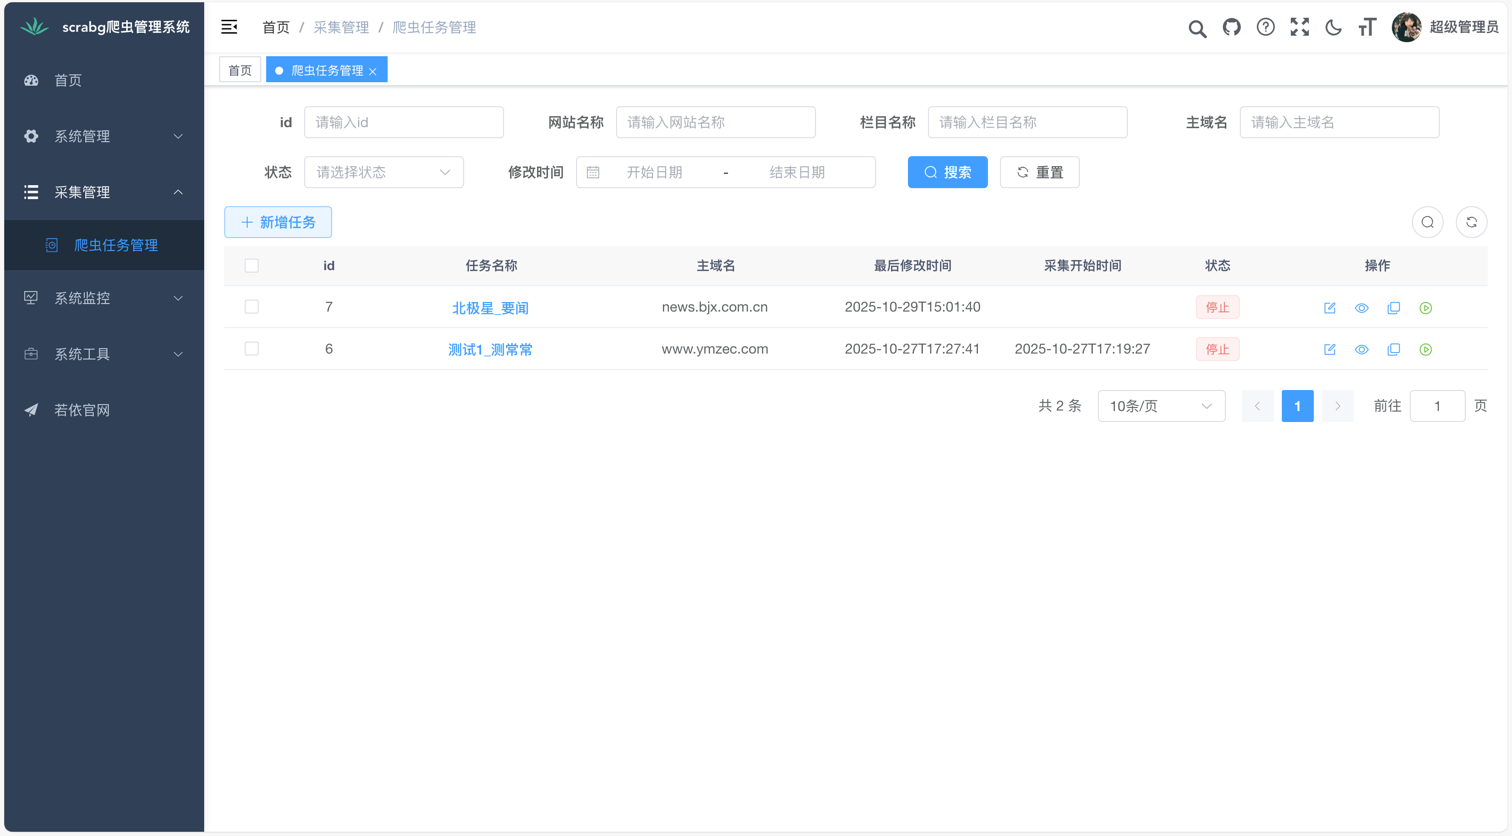 scrabg爬虫管理系统
首页
系统管理
采集管理
爬虫任务管理
系统监控
系统工具
若依官网
首页 / 采集管理 / 爬虫任务管理
超级管理员
首页
爬虫任务管理
id 请输入id 网站名称 请输入网站名称 栏目名称 请输入栏目名称 主域名 请输入主域名
状态 请选择状态 修改时间 开始日期 - 结束日期 搜索 重置
新增任务
id 任务名称 主域名 最后修改时间 采集开始时间 状态 操作
7 北极星_要闻 news.bjx.com.cn 2025-10-29T15:01:40 停止
6 测试1_测常常 www.ymzec.com 2025-10-27T17:27:41 2025-10-27T17:19:27 停止
共 2 条 10条/页 1 前往 1 页